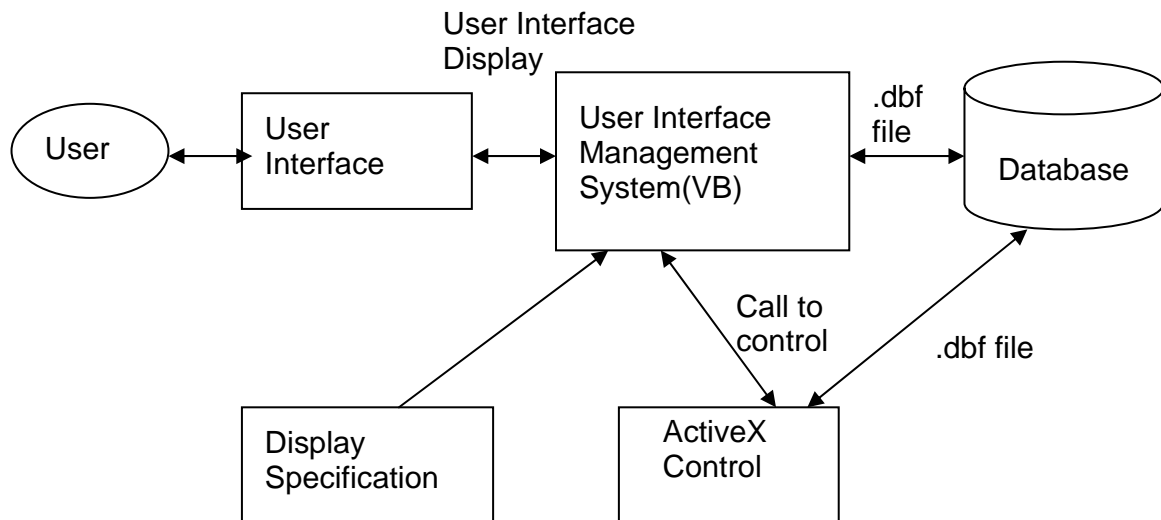 User Interface
Display
User
User
Interface
User Interface
Management
System(VB)
.dbf
file
Database
Call to
control
.dbf file
Display
Specification
ActiveX
Control